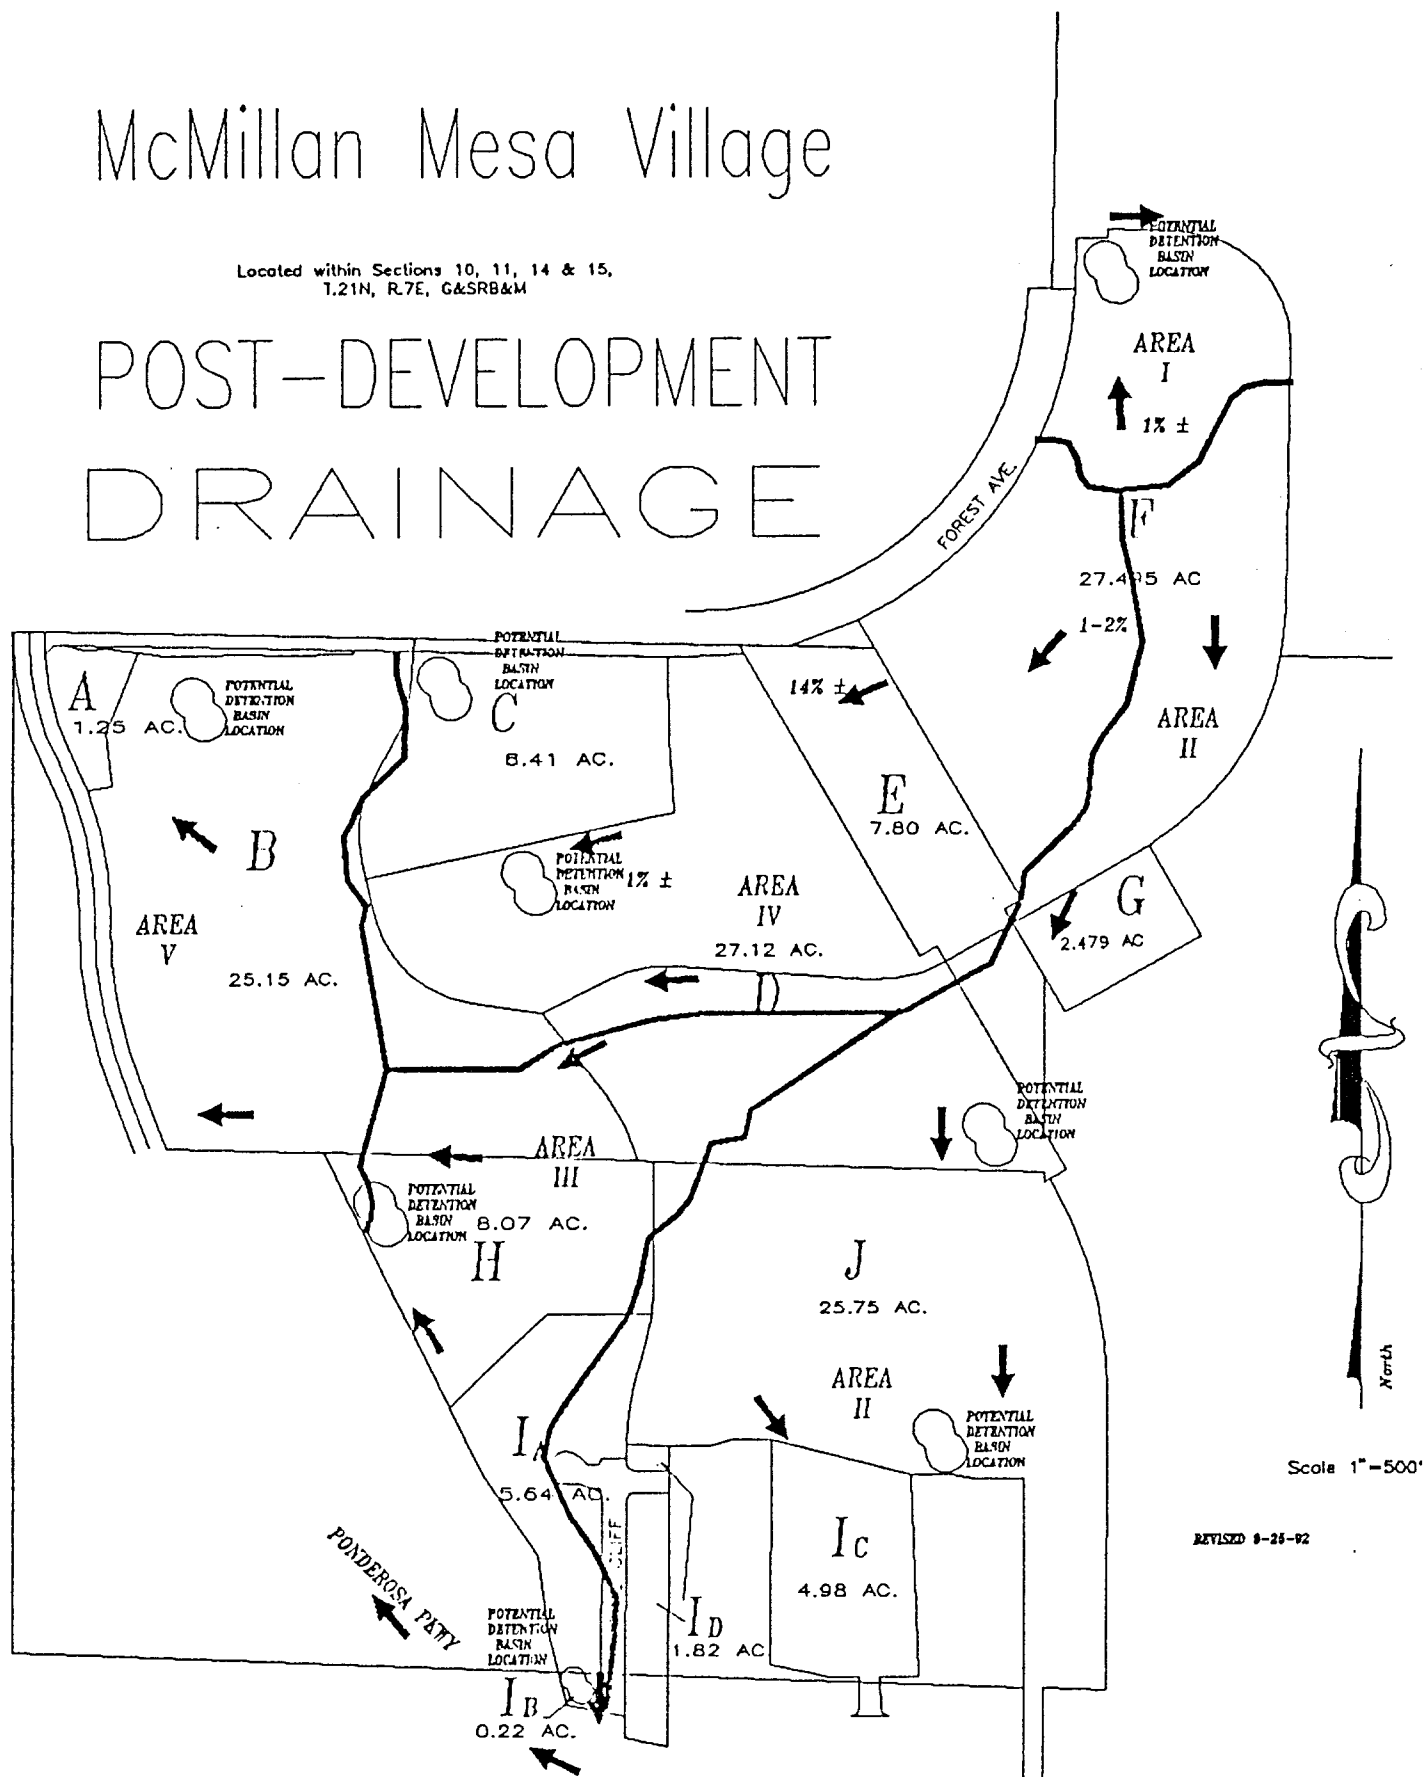 McMillan Mesa Village
Located within Sections 10, 11, 14 & 15,
T.21N, R.7E, G&SRB&M
POST-DEVELOPMENT
DRAINAGE
POTENTIAL
DETENTION
BASIN
LOCATION
AREA
I
1% ±
FOREST AVE.
F
AC
1-2%
AREA
II
POTENTIAL
DETENTION
BASIN
LOCATION
A
1.25 AC.
POTENTIAL
DETENTION
BASIN
LOCATION
C
14% ±
E
7.80 AC.
B
AREA
V
25.15 AC.
POTENTIAL
DETENTION
BASIN
LOCATION
1% ±
AREA
IV
27.12 AC.
G
2.479 AC
D
POTENTIAL
DETENTION
BASIN
LOCATION
AREA
III
POTENTIAL
DETENTION
BASIN
LOCATION
8.07 AC.
H
J
25.75 AC.
AREA
II
POTENTIAL
DETENTION
BASIN
LOCATION
North
Scale 1"-500'
IA
5.64 AC.
CLIFF
IC
4.98 AC.
PONDEROSA PKWY
POTENTIAL
DETENTION
BASIN
LOCATION
ID
1.82 AC
IB
0.22 AC.